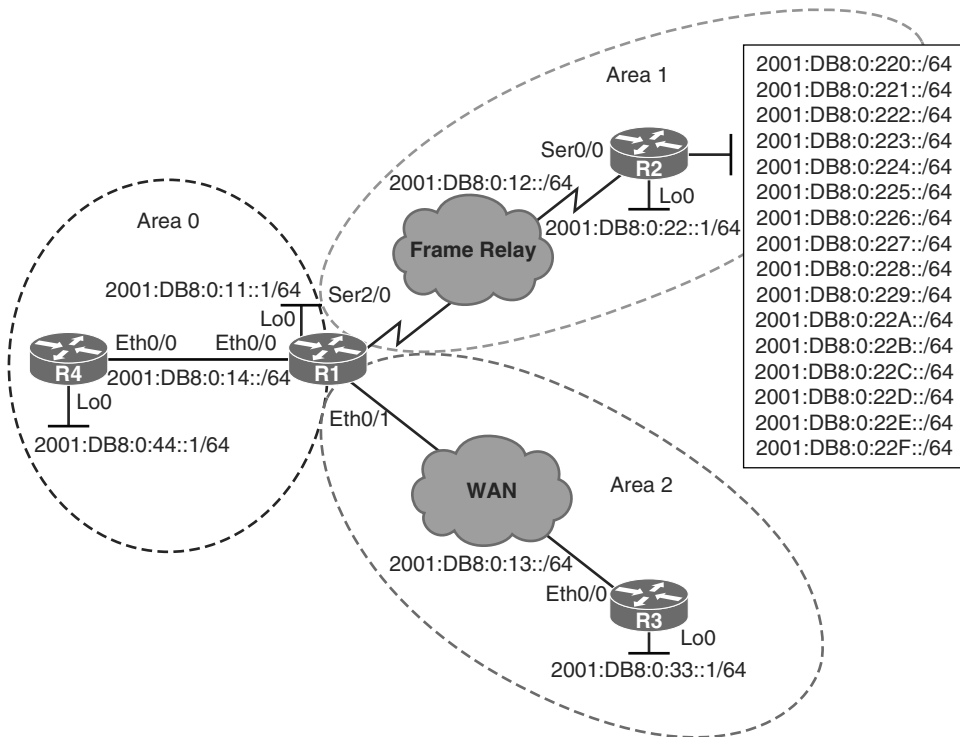 Area 1
2001:DB8:0:220::/64
2001:DB8:0:221::/64
2001:DB8:0:222::/64
2001:DB8:0:223::/64
2001:DB8:0:224::/64
2001:DB8:0:225::/64
2001:DB8:0:226::/64
2001:DB8:0:227::/64
2001:DB8:0:228::/64
2001:DB8:0:229::/64
2001:DB8:0:22A::/64
2001:DB8:0:22B::/64
2001:DB8:0:22C::/64
2001:DB8:0:22D::/64
2001:DB8:0:22E::/64
2001:DB8:0:22F::/64
Ser0/0
R2
2001:DB8:0:12::/64
Lo0
2001:DB8:0:22::1/64
Frame Relay
Area 0
2001:DB8:0:11::1/64
Ser2/0
Lo0
Eth0/0
Eth0/0
R4
2001:DB8:0:14::/64
R1
Lo0
2001:DB8:0:44::1/64
Eth0/1
WAN
Area 2
2001:DB8:0:13::/64
Eth0/0
R3
Lo0
2001:DB8:0:33::1/64